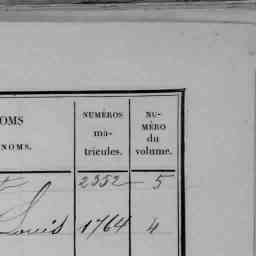 OMS
NOMS.
NUMÉROS
ma-
tricules.
NU-
MÉRO
du
volume.
2352 5
Louis 1764 4